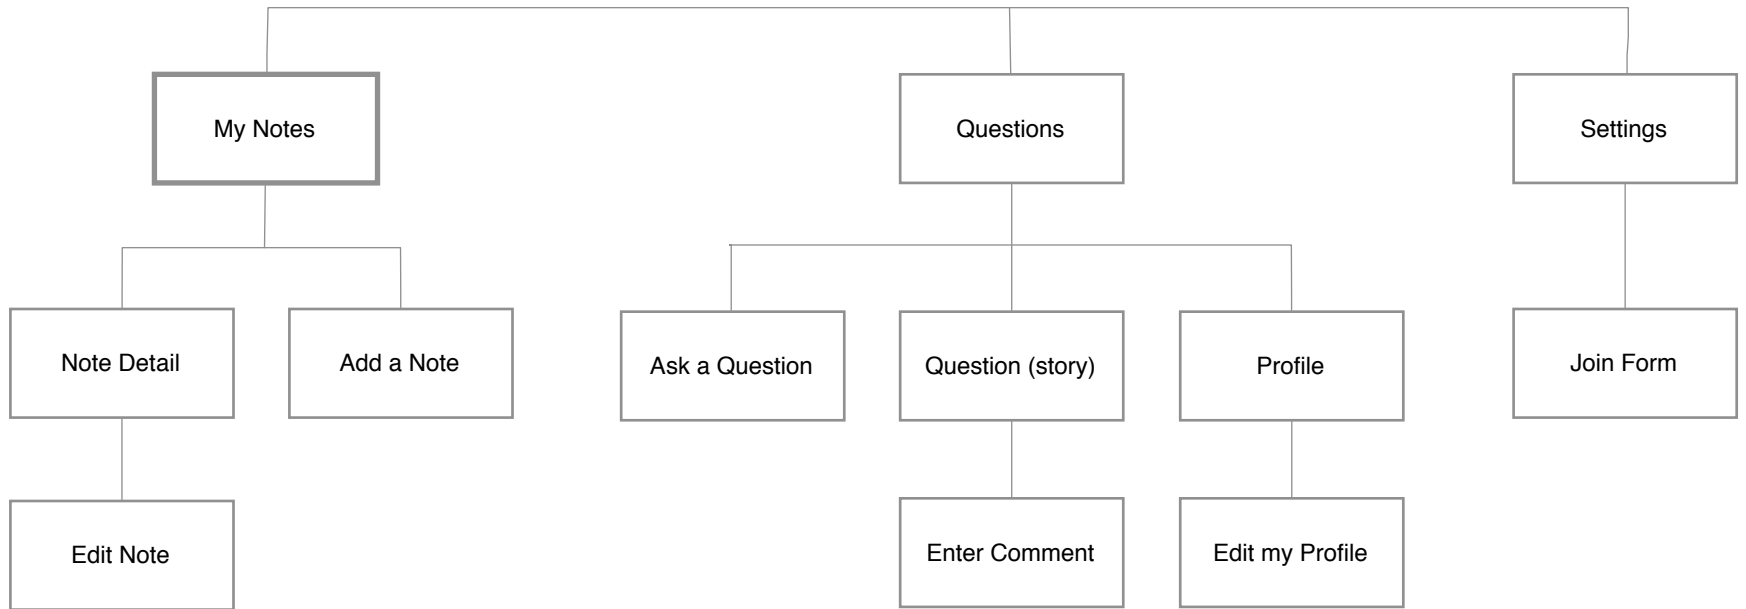 My Notes
Questions
Settings
Note Detail
Add a Note
Ask a Question
Question (story)
Profile
Join Form
Edit Note
Enter Comment
Edit my Profile